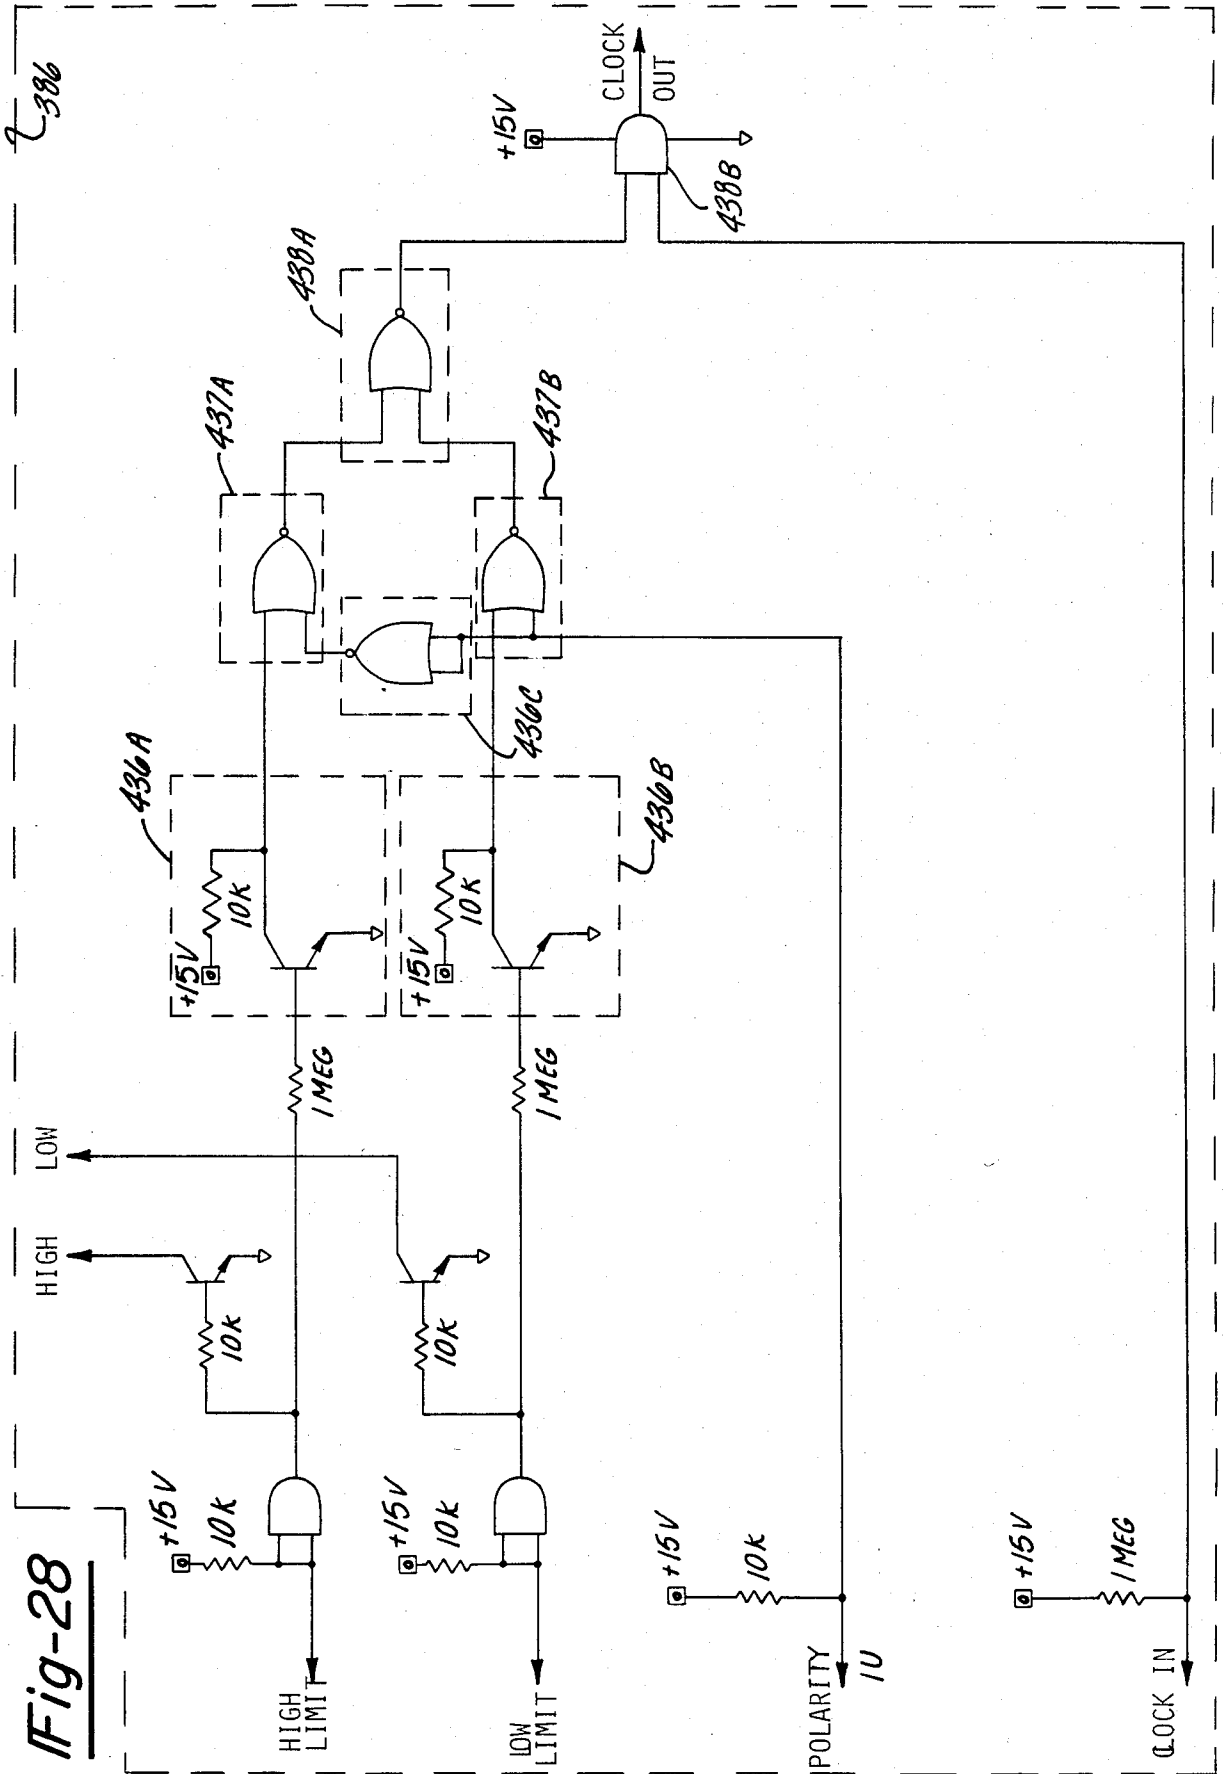 Fig-28
386
HIGH
LOW
+15V
10K
HIGH
LIMIT
10K
1 MEG
+15V
10K
436A
437A
438A
+15V
CLOCK
OUT
438B
+15V
10K
LOW
LIMIT
10K
1 MEG
+15V
10K
436B
436C
437B
+15V
10K
POLARITY
1U
+15V
1 MEG
CLOCK IN